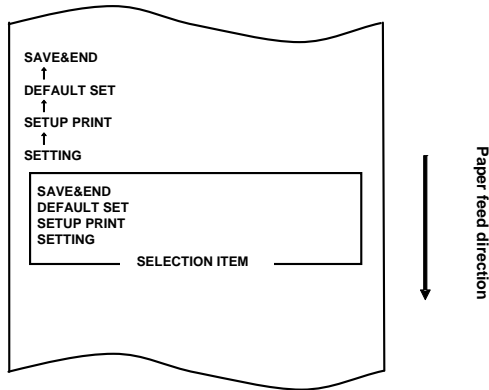 SAVE&END
↑
DEFAULT SET
↑
SETUP PRINT
↑
SETTING
SAVE&END
DEFAULT SET
SETUP PRINT
SETTING
SELECTION ITEM
Paper feed direction